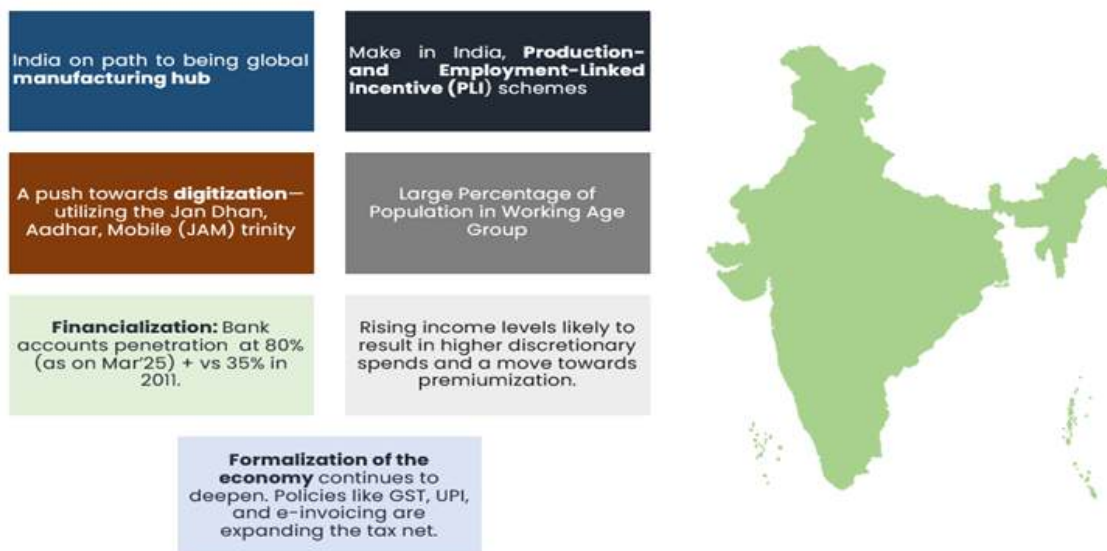 India on path to being global
manufacturing hub
Make in India, Production-
and Employment-Linked
Incentive (PLI) schemes
A push towards digitization—
utilizing the Jan Dhan,
Aadhar, Mobile (JAM) trinity
Large Percentage of
Population in Working Age
Group
Financialization: Bank
accounts penetration at 80%
(as on Mar'25) + vs 35% in
2011.
Rising income levels likely to
result in higher discretionary
spends and a move towards
premiumization.
Formalization of the
economy continues to
deepen. Policies like GST, UPI,
and e-invoicing are
expanding the tax net.